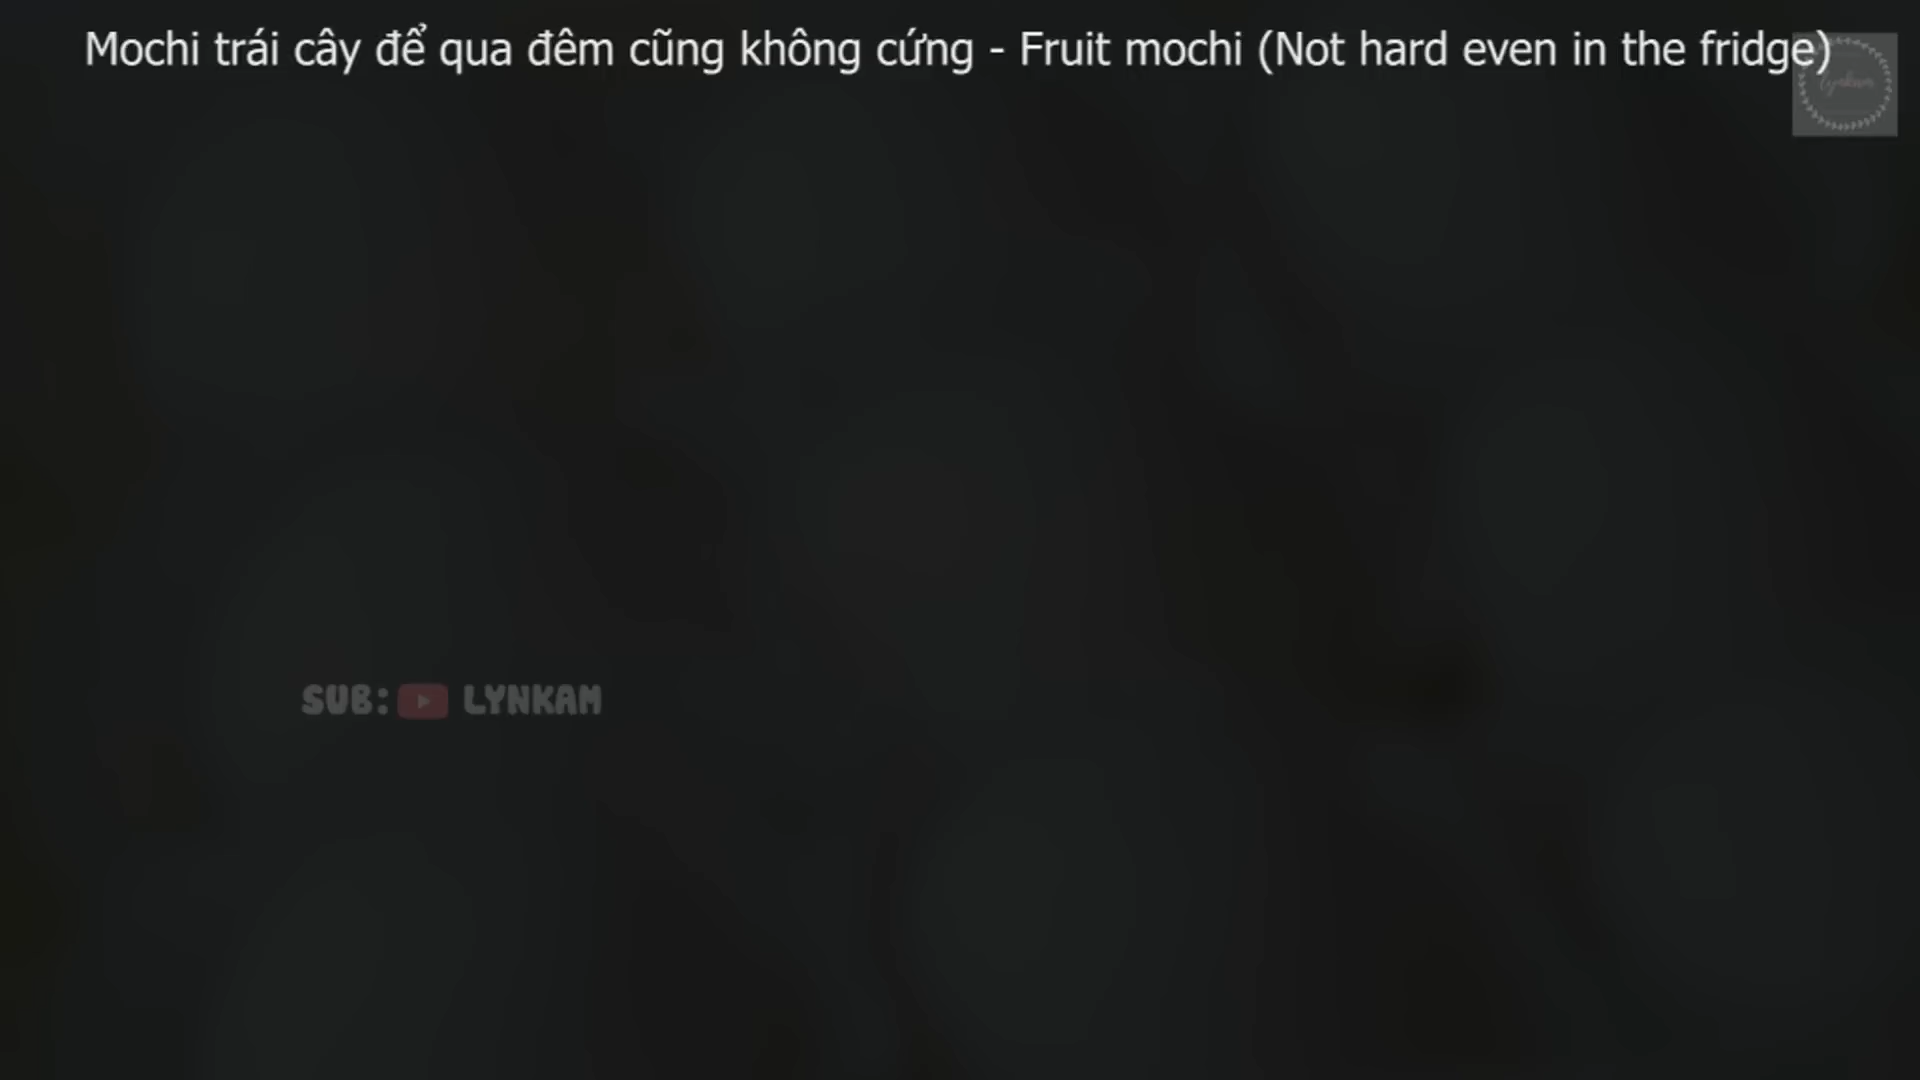 Mochi trái cây để qua đêm cũng không cứng - Fruit mochi (Not hard even in the fridge)
SUB: LYNKAM